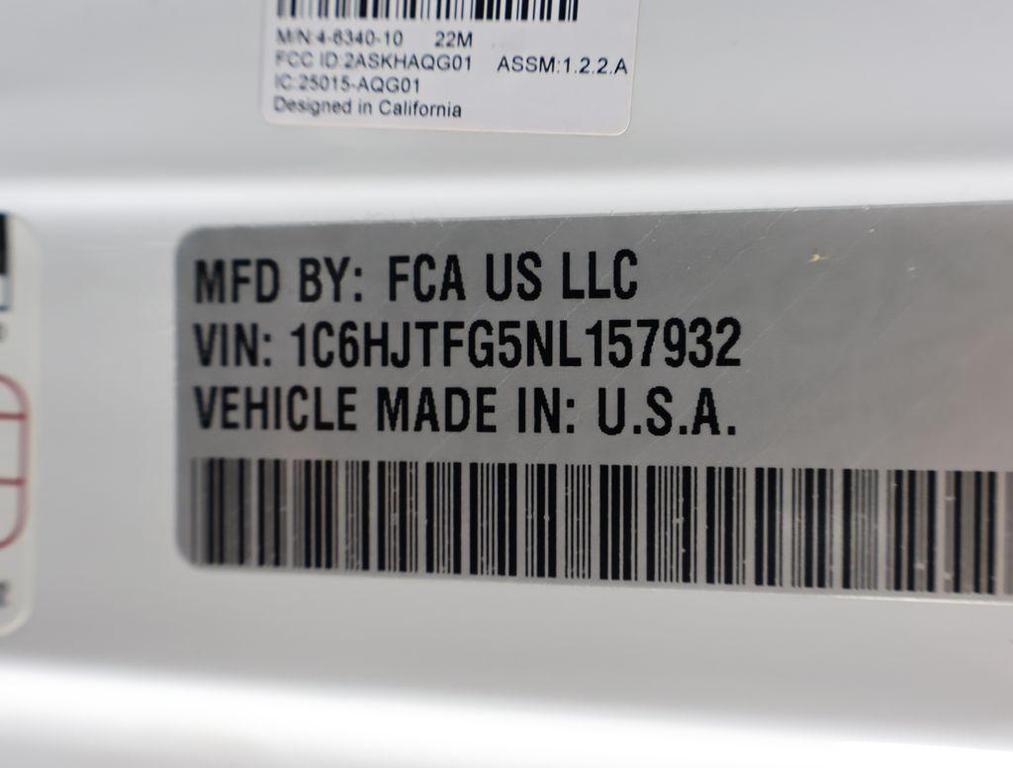 M/N:4-6340-10 22M
FCC ID:2ASKHAQG01 ASSM:1.2.2.A
IC:25015-AQG01
Designed in California
MFD BY: FCA US LLC
VIN: 1C6HJTFG5NL157932
VEHICLE MADE IN: U.S.A.